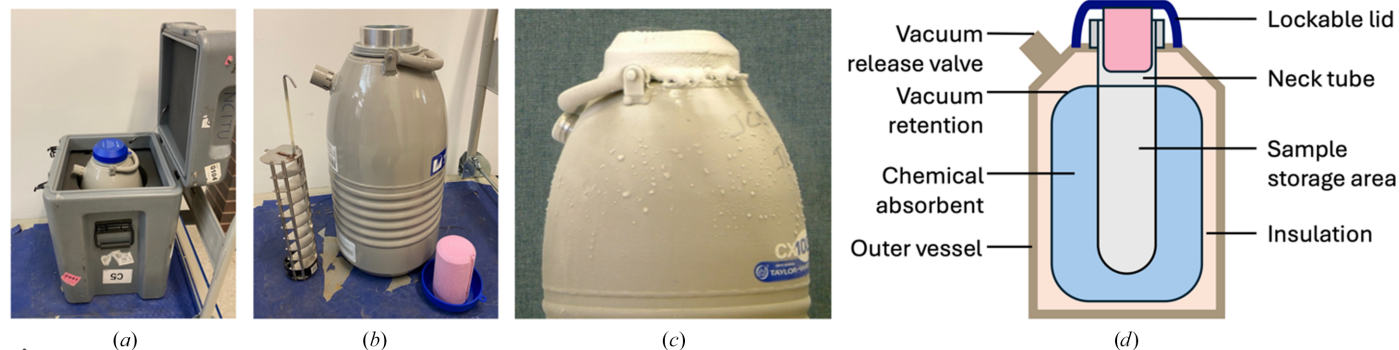 C5
CX10
TAYLOR-WHARTON
Vacuum
release valve
Vacuum
retention
Chemical
absorbent
Outer vessel
Lockable lid
Neck tube
Sample
storage area
Insulation
(a)
(b)
(c)
(d)